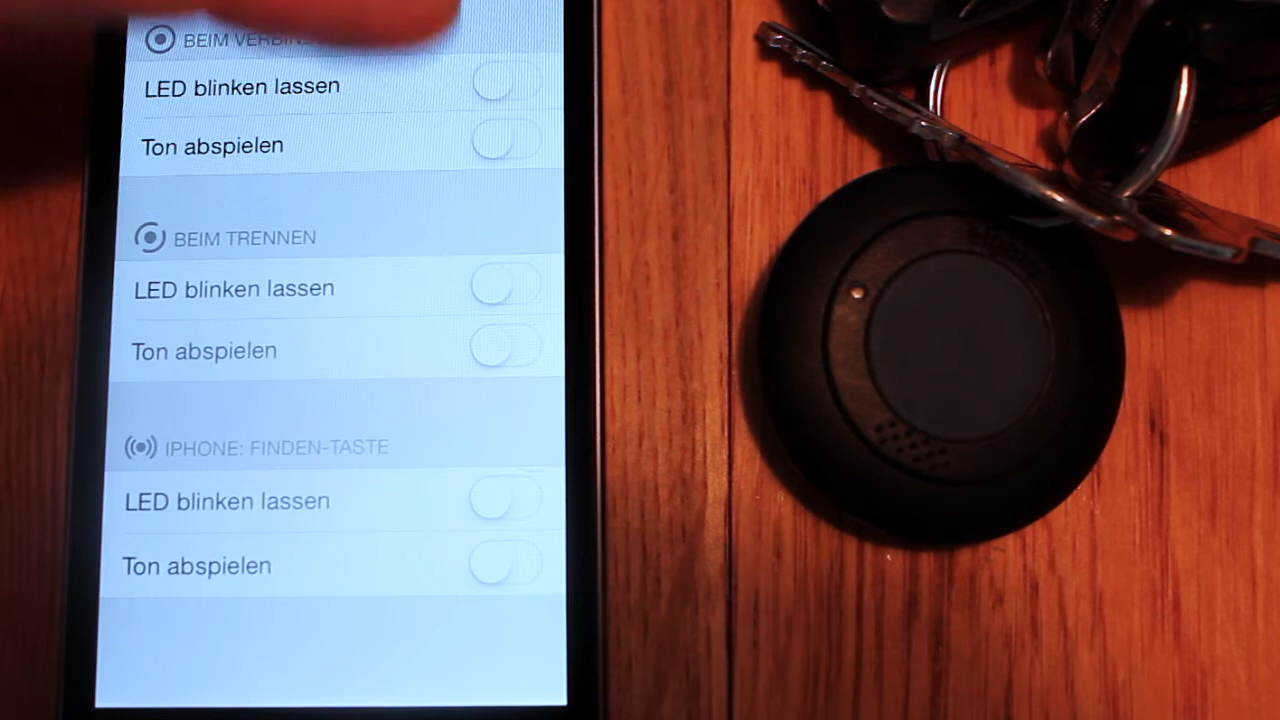 BEIM
LED blinken lassen
Ton abspielen
BEIM TRENNEN
LED blinken lassen
Ton abspielen
IPHONE: FINDEN-TASTE
LED blinken lassen
Ton abspielen